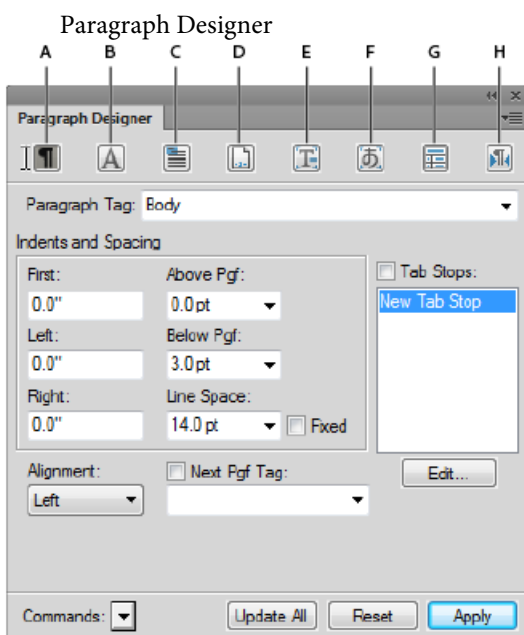 Paragraph Designer
A B C D E F G H
Paragraph Designer
Paragraph Tag: Body
Indents and Spacing
First: Above Pgf: Tab Stops:
0.0" 0.0 pt New Tab Stop
Left: Below Pgf:
0.0" 3.0 pt
Right: Line Space:
0.0" 14.0 pt Fixed
Alignment: Next Pgf Tag: Edit...
Left
Commands: Update All Reset Apply